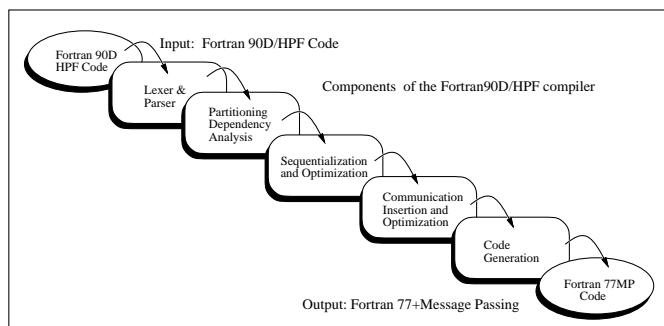 Fortran 90D
HPF Code
Input: Fortran 90D/HPF Code
Lexer &
Parser
Components of the Fortran90D/HPF compiler
Partitioning
Dependency
Analysis
Sequentialization
and Optimization
Communication
Insertion and
Optimization
Code
Generation
Fortran 77MP
Code
Output: Fortran 77+Message Passing